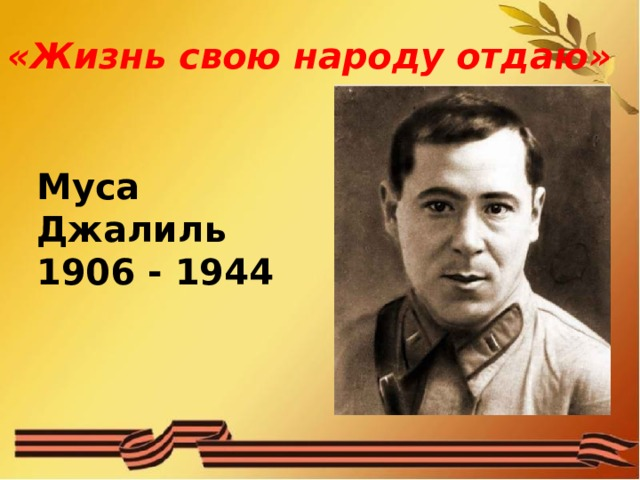 «Жизнь свою народу отдаю»
Муса
Джалиль
1906 - 1944